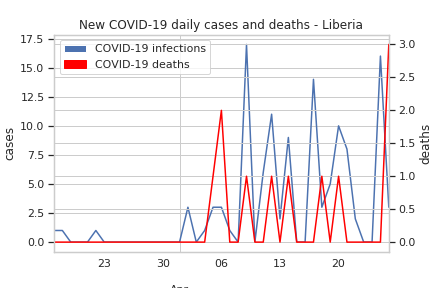 New COVID-19 daily cases and deaths - Liberia
COVID-19 infections
COVID-19 deaths
cases
17.5
15.0
12.5
10.0
7.5
5.0
2.5
0.0
deaths
3.0
2.5
2.0
1.5
1.0
0.5
0.0
23 30 06 13 20
Apr